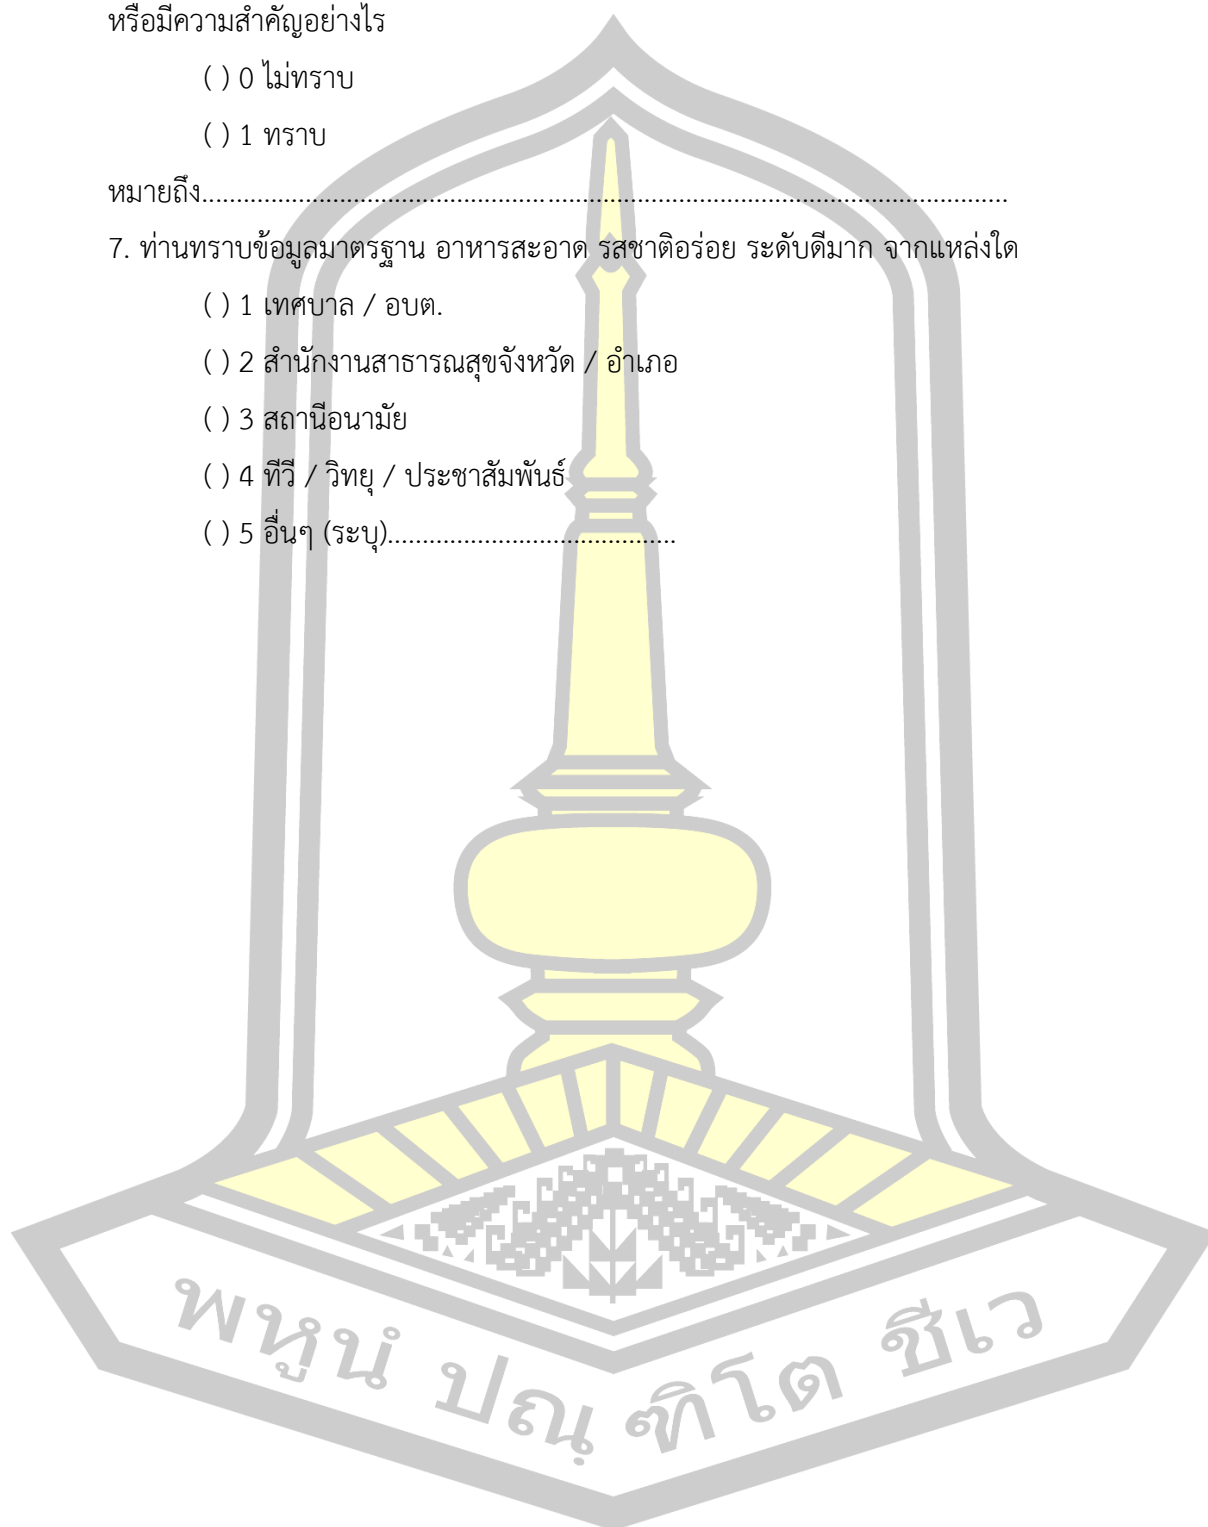 หรือมีความสำคัญอย่างไร
( ) 0 ไม่ทราบ
( ) 1 ทราบ
หมายถึง....................................................................................................................
7. ท่านทราบข้อมูลมาตรฐาน อาหารสะอาด รสชาติอร่อย ระดับดีมาก จากแหล่งใด
( ) 1 เทศบาล / อบต.
( ) 2 สำนักงานสาธารณสุขจังหวัด / อำเภอ
( ) 3 สถานีอนามัย
( ) 4 ทีวี / วิทยุ / ประชาสัมพันธ์
( ) 5 อื่นๆ (ระบุ)..........................................
พหูนํ ปณฺฑิโต ชีเว